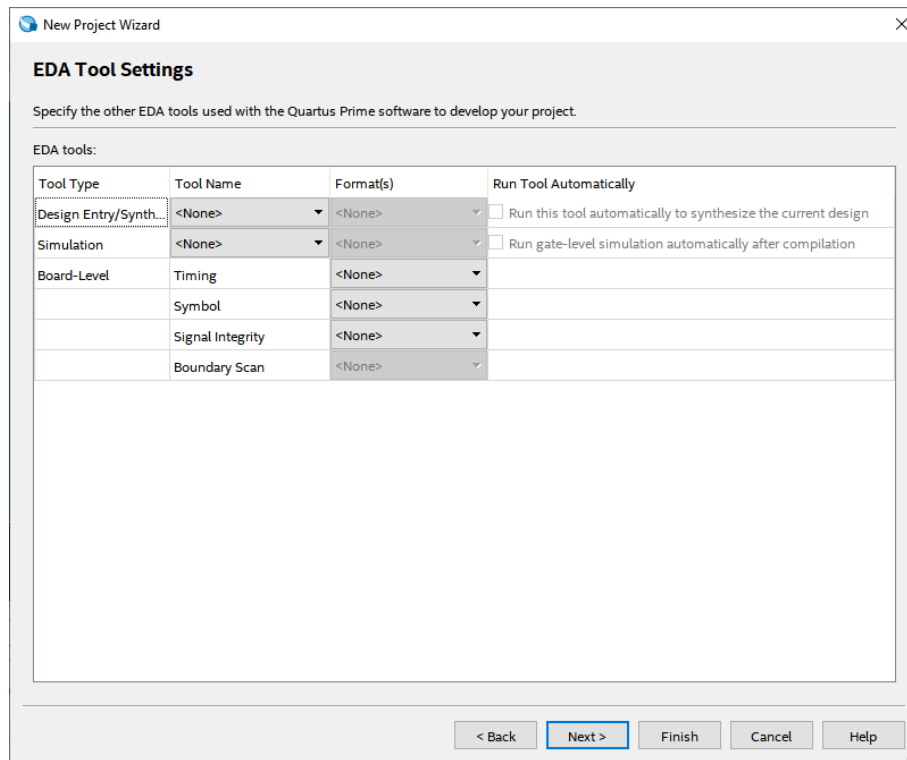 New Project Wizard
EDA Tool Settings
Specify the other EDA tools used with the Quartus Prime software to develop your project.
EDA tools:
Tool Type Tool Name Format(s) Run Tool Automatically
Design Entry/Synth... <None> <None> Run this tool automatically to synthesize the current design
Simulation <None> <None> Run gate-level simulation automatically after compilation
Board-Level Timing <None>
Symbol <None>
Signal Integrity <None>
Boundary Scan <None>
< Back Next > Finish Cancel Help